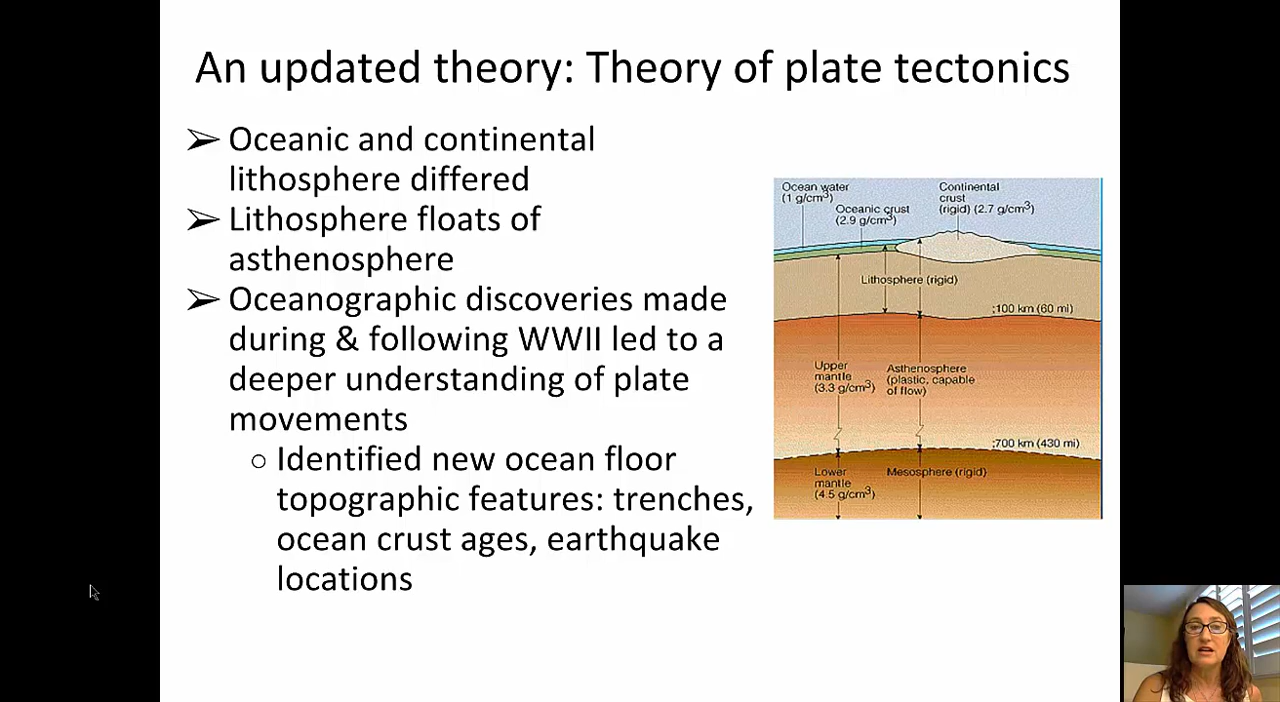 An updated theory: Theory of plate tectonics
➢ Oceanic and continental
lithosphere differed
➢ Lithosphere floats of
asthenosphere
➢ Oceanographic discoveries made
during & following WWII led to a
deeper understanding of plate
movements
○ Identified new ocean floor
topographic features: trenches,
ocean crust ages, earthquake
locations
Ocean water
(1 g/cm³)
Oceanic crust
(2.9 g/cm³)
Continental
crust
(rigid) (2.7 g/cm³)
Lithosphere (rigid)
:100 km (60 mi)
Upper
mantle
(3.3 g/cm³)
Asthenosphere
(plastic, capable
of flow)
:700 km (430 mi)
Lower
mantle
(4.5 g/cm³)
Mesosphere (rigid)